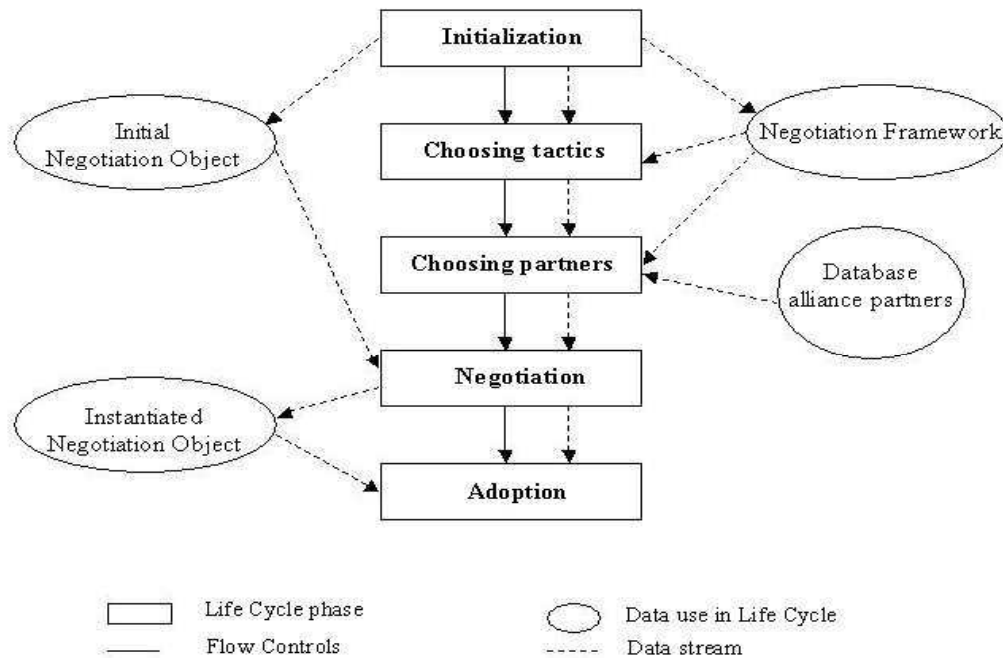 Initialization
Initial
Negotiation Object
Negotiation Framework
Choosing tactics
Choosing partners
Database
alliance partners
Negotiation
Instantiated
Negotiation Object
Adoption
Life Cycle phase
Data use in Life Cycle
Flow Controls
Data stream